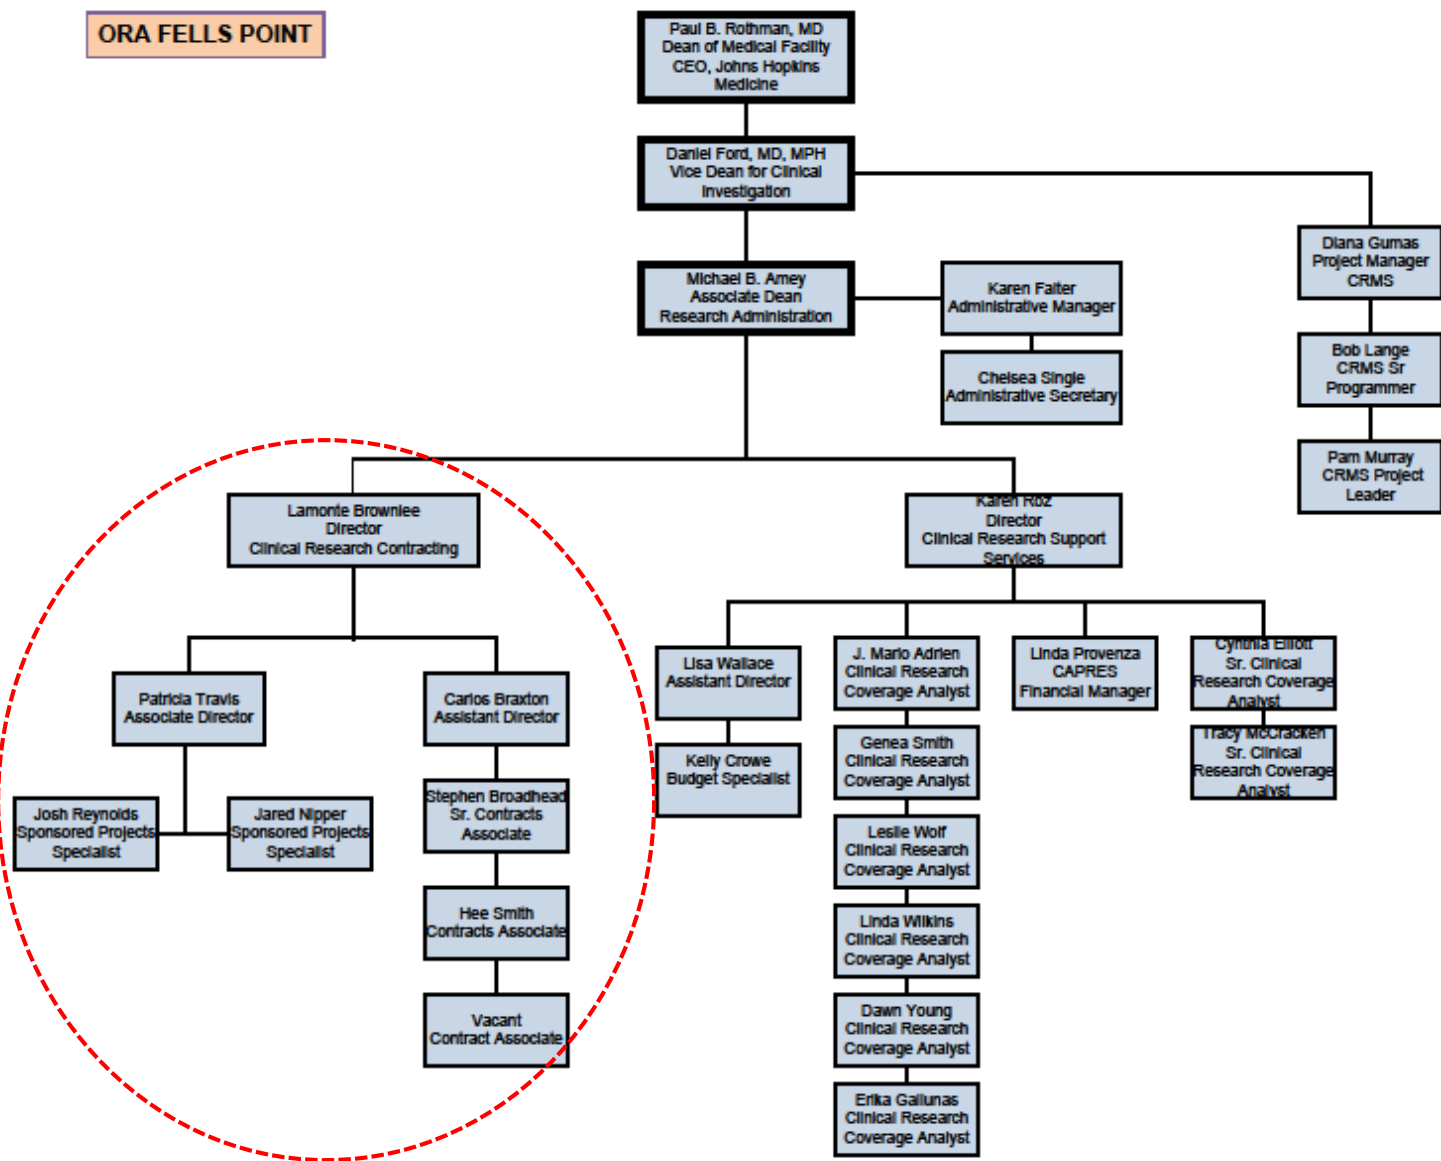 ORA FELLS POINT
Paul B. Rothman, MD
Dean of Medical Facility
CEO, Johns Hopkins
Medicine
Daniel Ford, MD, MPH
Vice Dean for Clinical
Investigation
Michael B. Amey
Associate Dean
Research Administration
Karen Falter
Administrative Manager
Chelsea Single
Administrative Secretary
Diana Gumas
Project Manager
CRMS
Bob Lange
CRMS Sr
Programmer
Pam Murray
CRMS Project
Leader
Lamonte Brownlee
Director
Clinical Research Contracting
Karen Roz
Director
Clinical Research Support
Services
Patricia Travis
Associate Director
Carlos Braxton
Assistant Director
Josh Reynolds
Sponsored Projects
Specialist
Jared Nipper
Sponsored Projects
Specialist
Stephen Broadhead
Sr. Contracts
Associate
Hee Smith
Contracts Associate
Vacant
Contract Associate
Lisa Wallace
Assistant Director
Kelly Crowe
Budget Specialist
J. Mario Adrien
Clinical Research
Coverage Analyst
Genea Smith
Clinical Research
Coverage Analyst
Leslie Wolf
Clinical Research
Coverage Analyst
Linda Wilkins
Clinical Research
Coverage Analyst
Dawn Young
Clinical Research
Coverage Analyst
Erika Gallunas
Clinical Research
Coverage Analyst
Linda Provenza
CAPRES
Financial Manager
Cynthia Elliott
Sr. Clinical
Research Coverage
Analyst
Tracy McCracken
Sr. Clinical
Research Coverage
Analyst